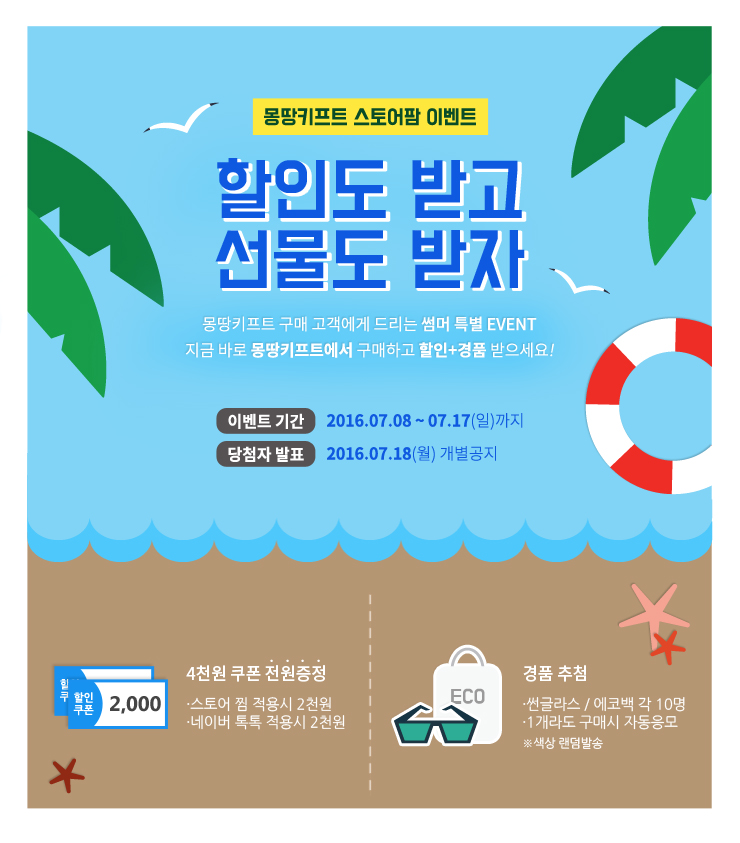 몽땅키프트 스토어팜 이벤트
할인도 받고
선물도 받자
몽땅키프트 구매 고객에게 드리는 썸머 특별 EVENT
지금 바로 몽땅키프트에서 구매하고 할인+경품 받으세요!
이벤트 기간 2016.07.08 ~ 07.17(일)까지
당첨자 발표 2016.07.18(월) 개별공지
할인
쿠폰
2,000
4천원 쿠폰 전원증정
·스토어 찜 적용시 2천원
·네이버 톡톡 적용시 2천원
ECO
경품 추첨
·썬글라스 / 에코백 각 10명
·1개라도 구매시 자동응모
※색상 랜덤발송